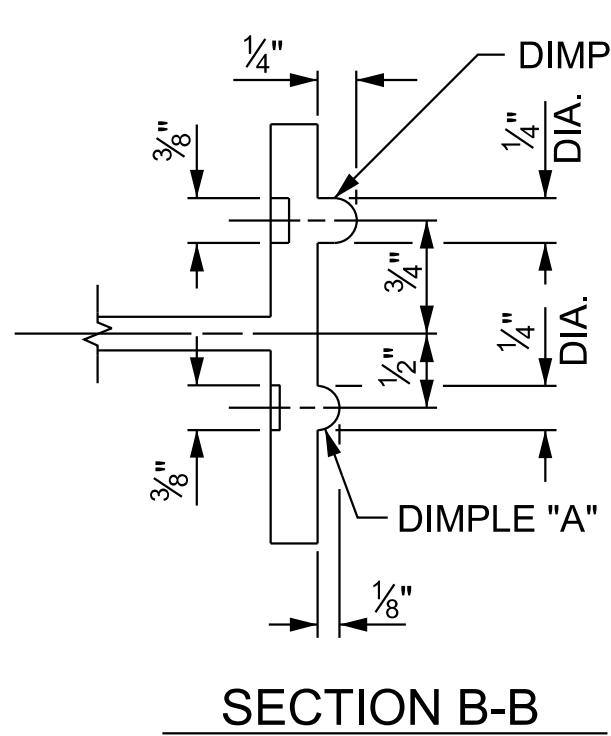 1/4"
DIMP
3/8"
1/4
DIA.
3/4"
1/4
DIA.
1/2"
3/8"
DIMPLE "A"
1/8"
SECTION B-B